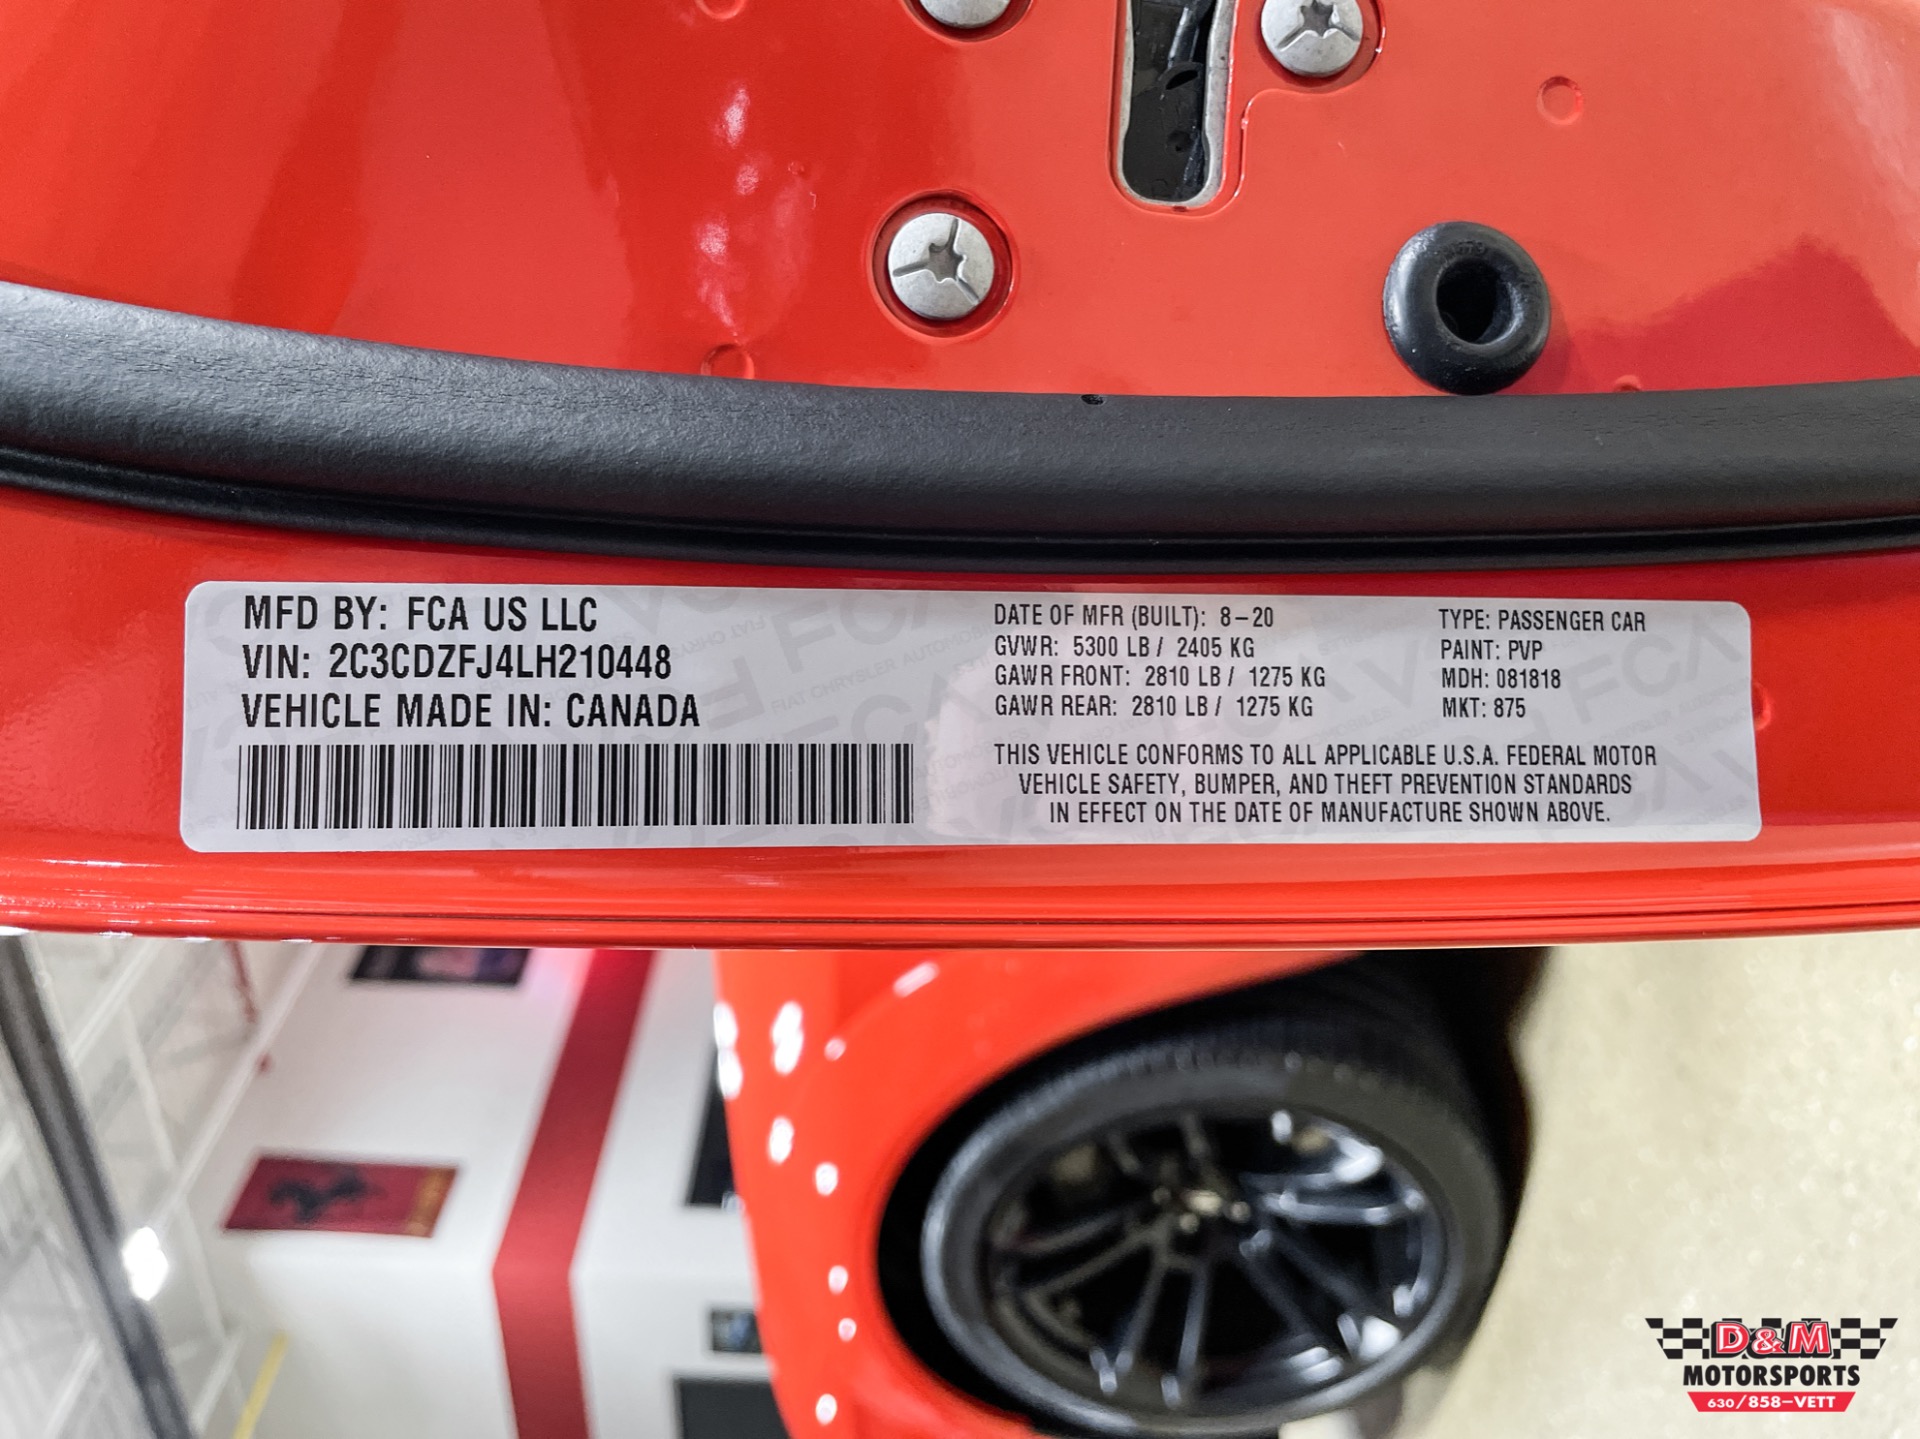 MFD BY: FCA US LLC
VIN: 2C3CDZFJ4LH210448
VEHICLE MADE IN: CANADA
DATE OF MFR (BUILT): 8-20
GVWR: 5300 LB / 2405 KG
GAWR FRONT: 2810 LB / 1275 KG
GAWR REAR: 2810 LB / 1275 KG
TYPE: PASSENGER CAR
PAINT: PVP
MDH: 081818
MKT: 875
THIS VEHICLE CONFORMS TO ALL APPLICABLE U.S.A. FEDERAL MOTOR
VEHICLE SAFETY, BUMPER, AND THEFT PREVENTION STANDARDS
IN EFFECT ON THE DATE OF MANUFACTURE SHOWN ABOVE.
D&M
MOTORSPORTS
630/858-VETT